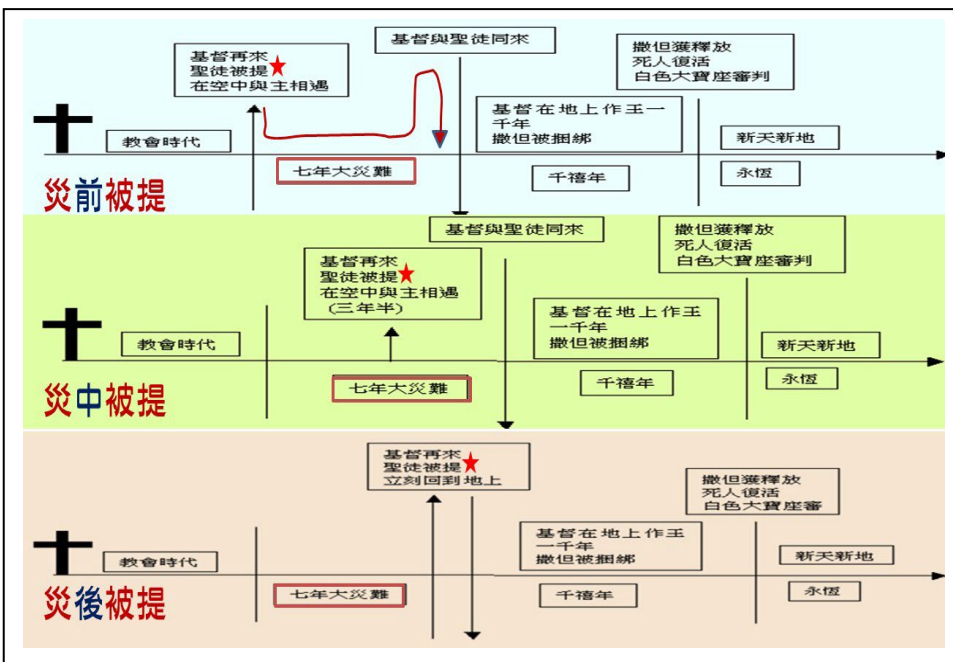 基督再來
聖徒被提
在空中與主相遇
基督與聖徒同來
撒但獲釋放
死人復活
白色大寶座審判
教會時代
基督在地上作王一
千年
撒但被捆綁
新天新地
七年大災難
千禧年
永恆
災前被提
基督與聖徒同來
撒但獲釋放
死人復活
白色大寶座審判
基督再來
聖徒被提
在空中與主相遇
(三年半)
教會時代
基督在地上作王
一千年
撒但被捆綁
新天新地
七年大災難
千禧年
永恆
災中被提
基督再來
聖徒被提
立刻回到地上
撒但獲釋放
死人復活
白色大寶座審
教會時代
基督在地上作王
一千年
撒但被捆綁
新天新地
七年大災難
千禧年
永恆
災後被提